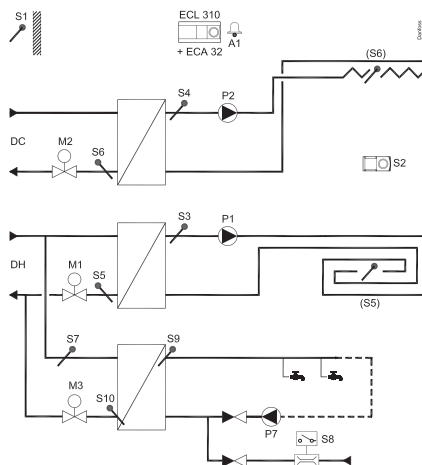 S1
ECL 310
+ ECA 32
A1
Danfoss
(S6)
S4
P2
DC
M2
S6
S2
S3
P1
DH
M1
S5
(S5)
S7
S9
M3
S10
P7
S8